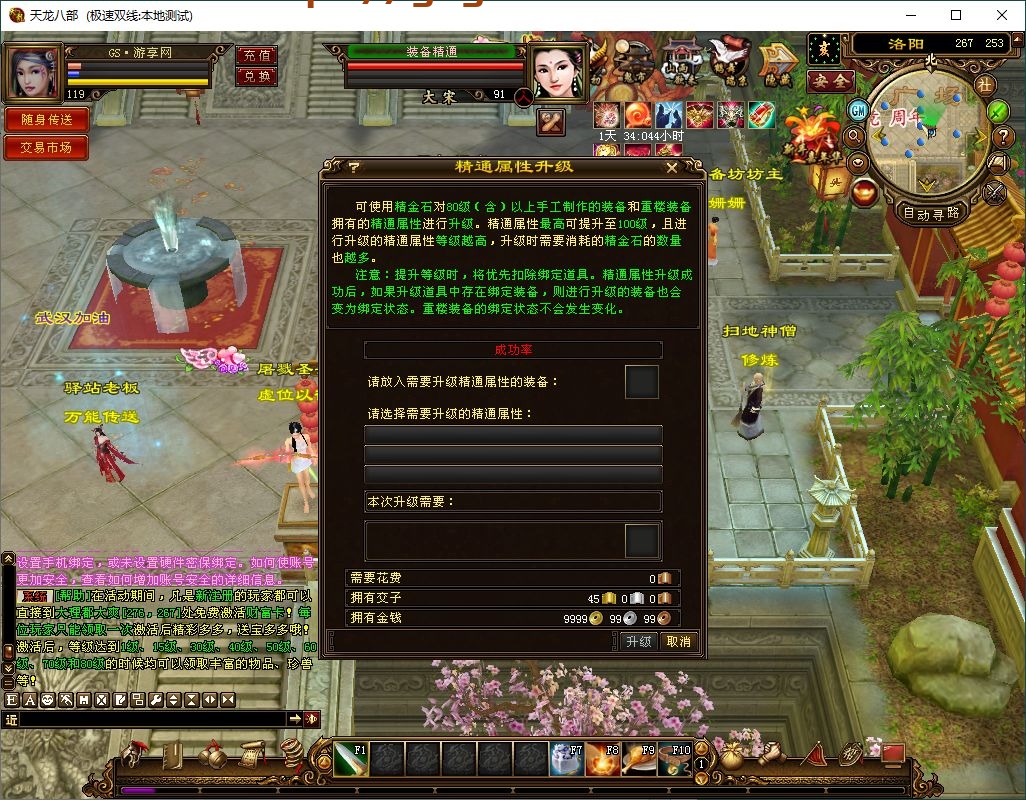 天龙八部 (极速双线:本地测试)
GS·游享网
119
充值
兑换
随身传送
交易市场
装备精通
大宋
91
1天 34:044小时
玄
洛阳 267 253
安全
北
社
GM
自动寻路
备坊坊主
姗姗
扫地神僧
修炼
武汉加油
驿站老板
万能传送
屠戮圣
虚位以
? 精通属性升级
可使用精金石对80级(含)以上手工制作的装备和重楼装备
拥有的精通属性进行升级。精通属性最高可提升至100级，且进
行升级的精通属性等级越高，升级时需要消耗的精金石的数量
也越多。
注意：提升等级时，将优先扣除绑定道具。精通属性升级成
功后，如果升级道具中存在绑定装备，则进行升级的装备也会
变为绑定状态。重楼装备的绑定状态不会发生变化。
成功率
请放入需要升级精通属性的装备：
请选择需要升级的精通属性：
本次升级需要：
需要花费 0
拥有交子 45 0 0
拥有金钱 9999 99 99
升级 取消
设置手机绑定，或未设置硬件密保绑定。如何使账号
更加安全，查看如何增加账号安全的详细信息。
系统 [帮助]在活动期间，凡是新注册的玩家都可以
直接到大理都大爽[276，267]处免费激活财富卡！每
位玩家只能领取一次激活后精彩多多，送宝多多哦！
激活后，等级达到1级、15级、30级、40级、50级、60
级、70级和80级的时候均可以领取丰富的物品、珍兽
等！
近
F1 F7 F8 F9 F10
1